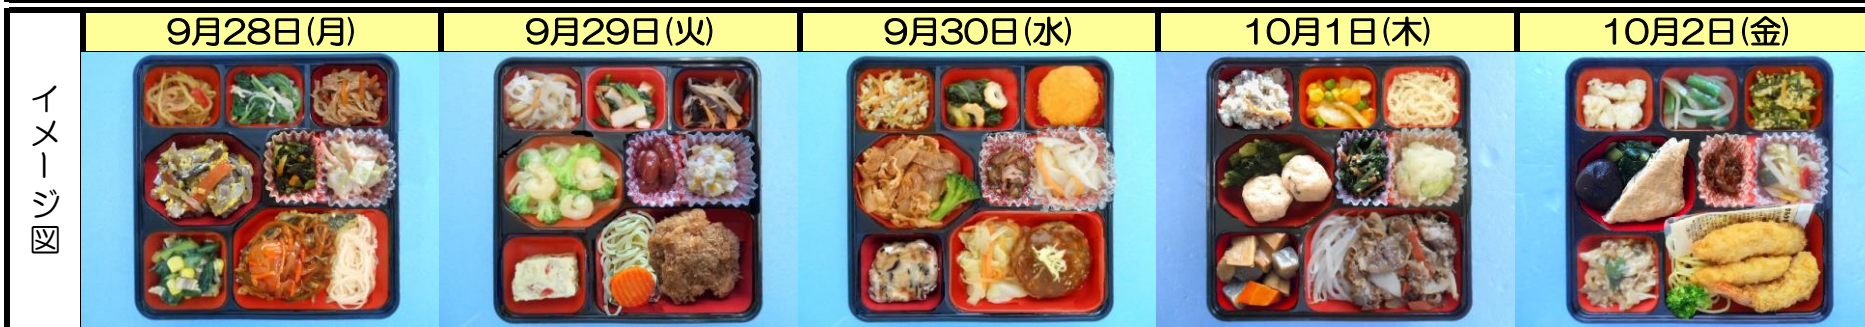 9月28日(月)
9月29日(火)
9月30日(水)
10月1日(木)
10月2日(金)
イメージ図